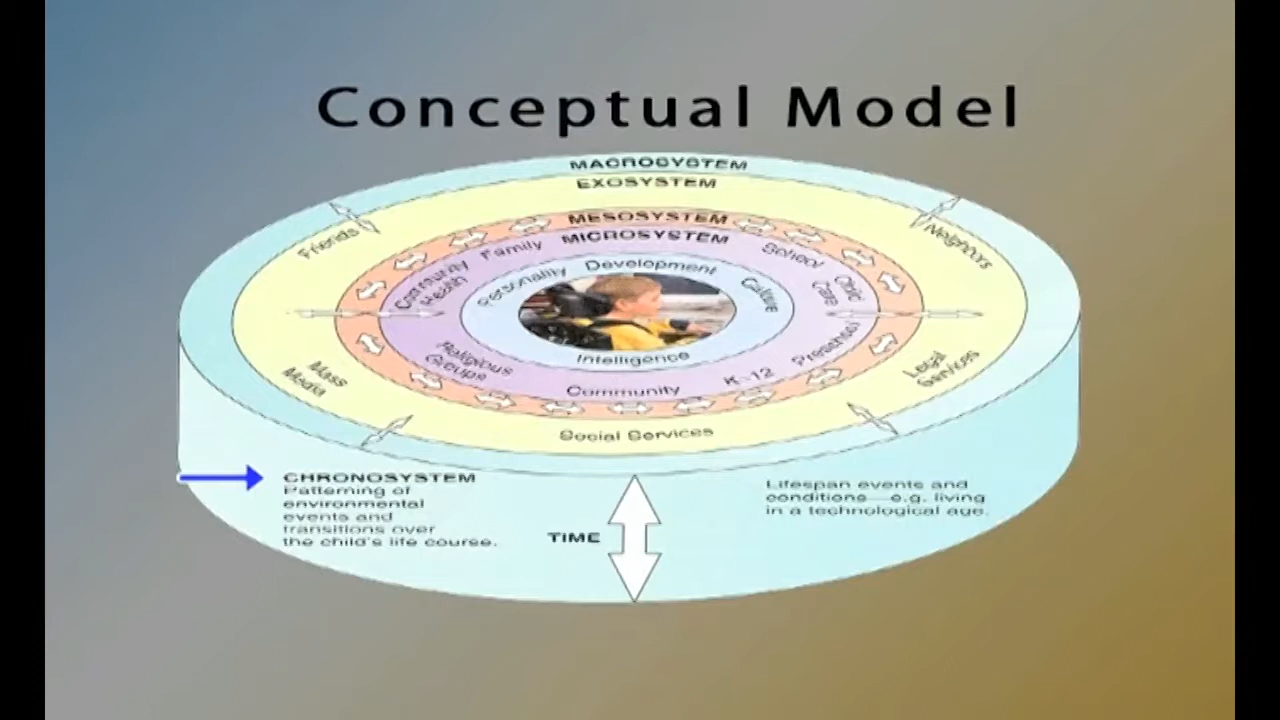 Conceptual Model
MACROSYSTEM
EXOSYSTEM
MESOSYSTEM
MICROSYSTEM
Friends
Neighbors
Family
School
Community
Health
Child
Care
Personality
Development
Culture
Intelligence
Religious
Groups
Community
K-12
Preschool
Mass
Media
Legal
Services
Social Services
CHRONOSYSTEM
Patterning of
environmental
events and
transitions over
the child's life course.
TIME
Lifespan events and
conditions—e.g. living
in a technological age.